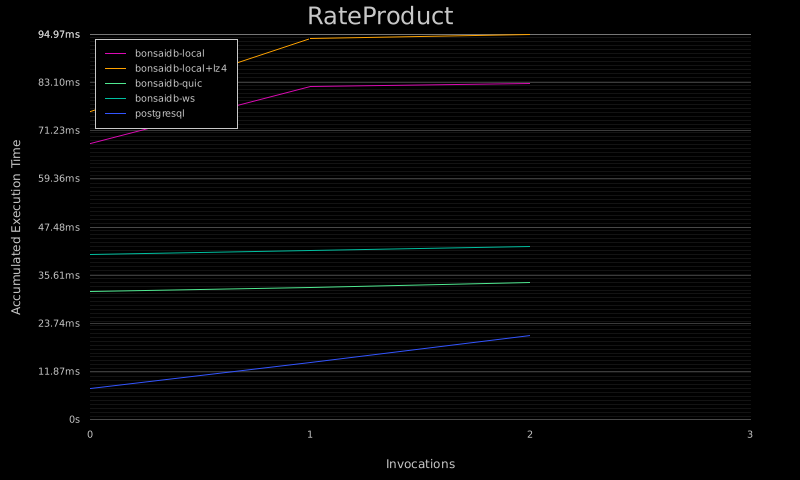 RateProduct
94.97ms
83.10ms
71.23ms
59.36ms
47.48ms
35.61ms
23.74ms
11.87ms
0s
Accumulated Execution Time
bonsaidb-local
bonsaidb-local+lz4
bonsaidb-quic
bonsaidb-ws
postgresql
0 1 2 3
Invocations